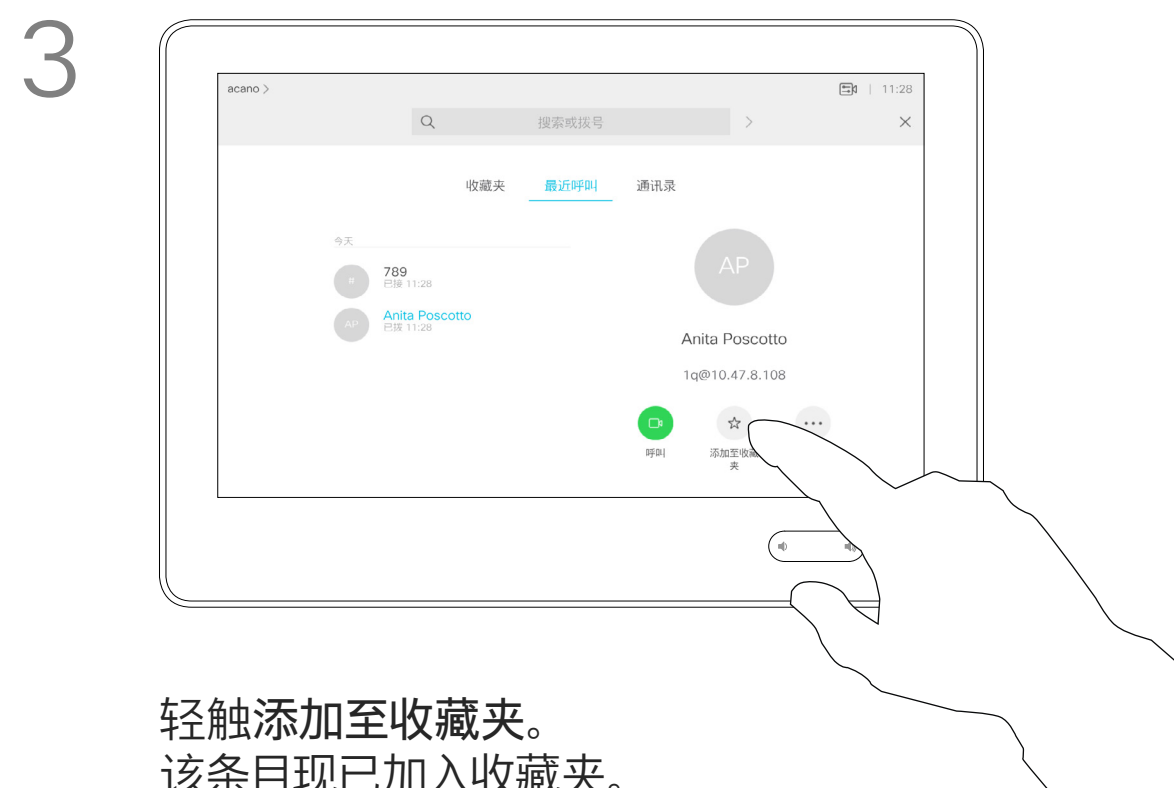 3
acano >
11:28
搜索或拨号
收藏夹 最近呼叫 通讯录
今天
#
789
已接 11:28
AP
Anita Poscotto
已拨 11:28
AP
Anita Poscotto
1q@10.47.8.108
呼叫
添加至收藏
夹
轻触添加至收藏夹。
该条目现已加入收藏夹。